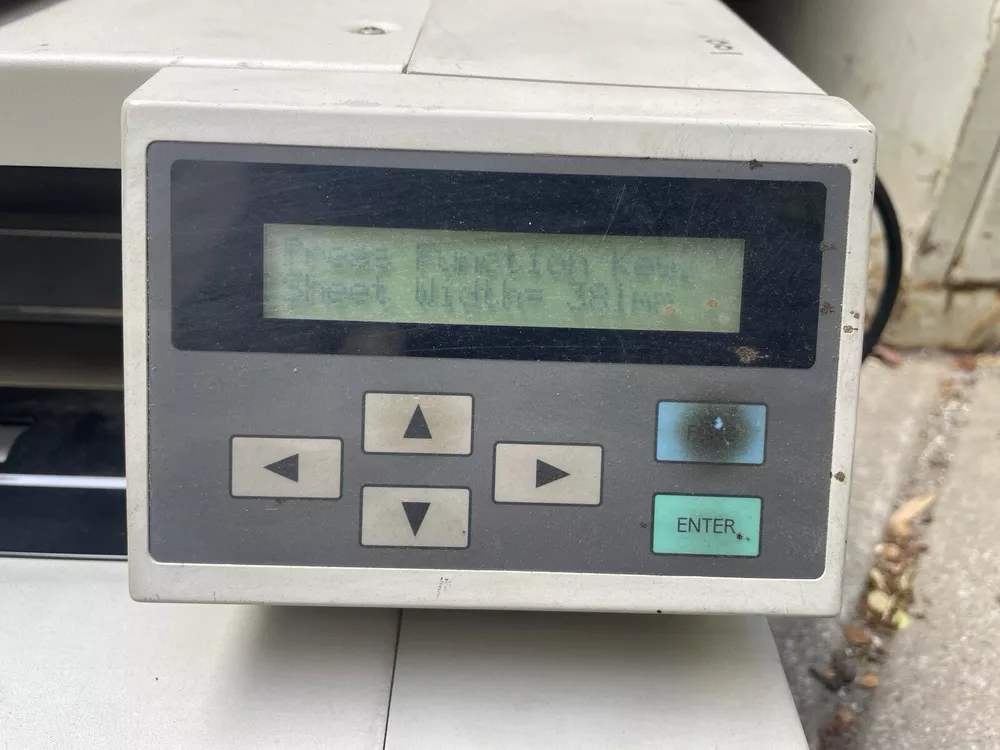 Press Function Key.
Sheet Width= 381mm
ENTER